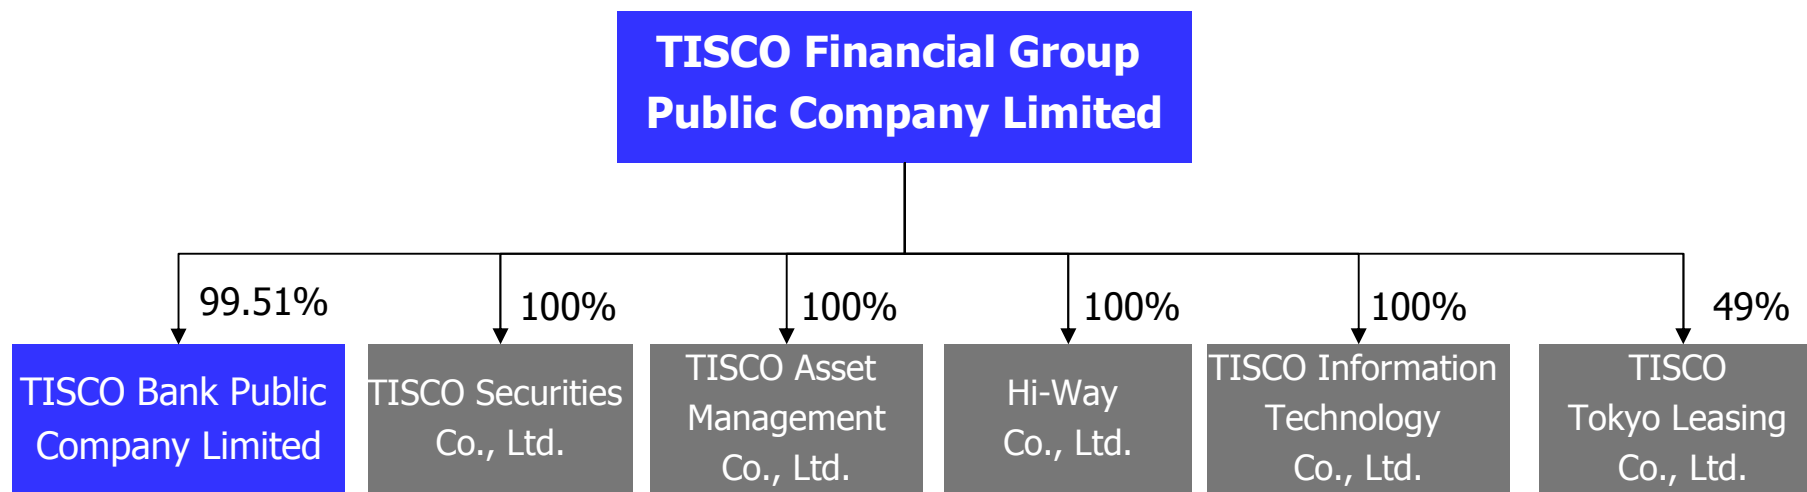 TISCO Financial Group
Public Company Limited
99.51%
100%
100%
100%
100%
49%
TISCO Bank Public
Company Limited
TISCO Securities
Co., Ltd.
TISCO Asset
Management
Co., Ltd.
Hi-Way
Co., Ltd.
TISCO Information
Technology
Co., Ltd.
TISCO
Tokyo Leasing
Co., Ltd.